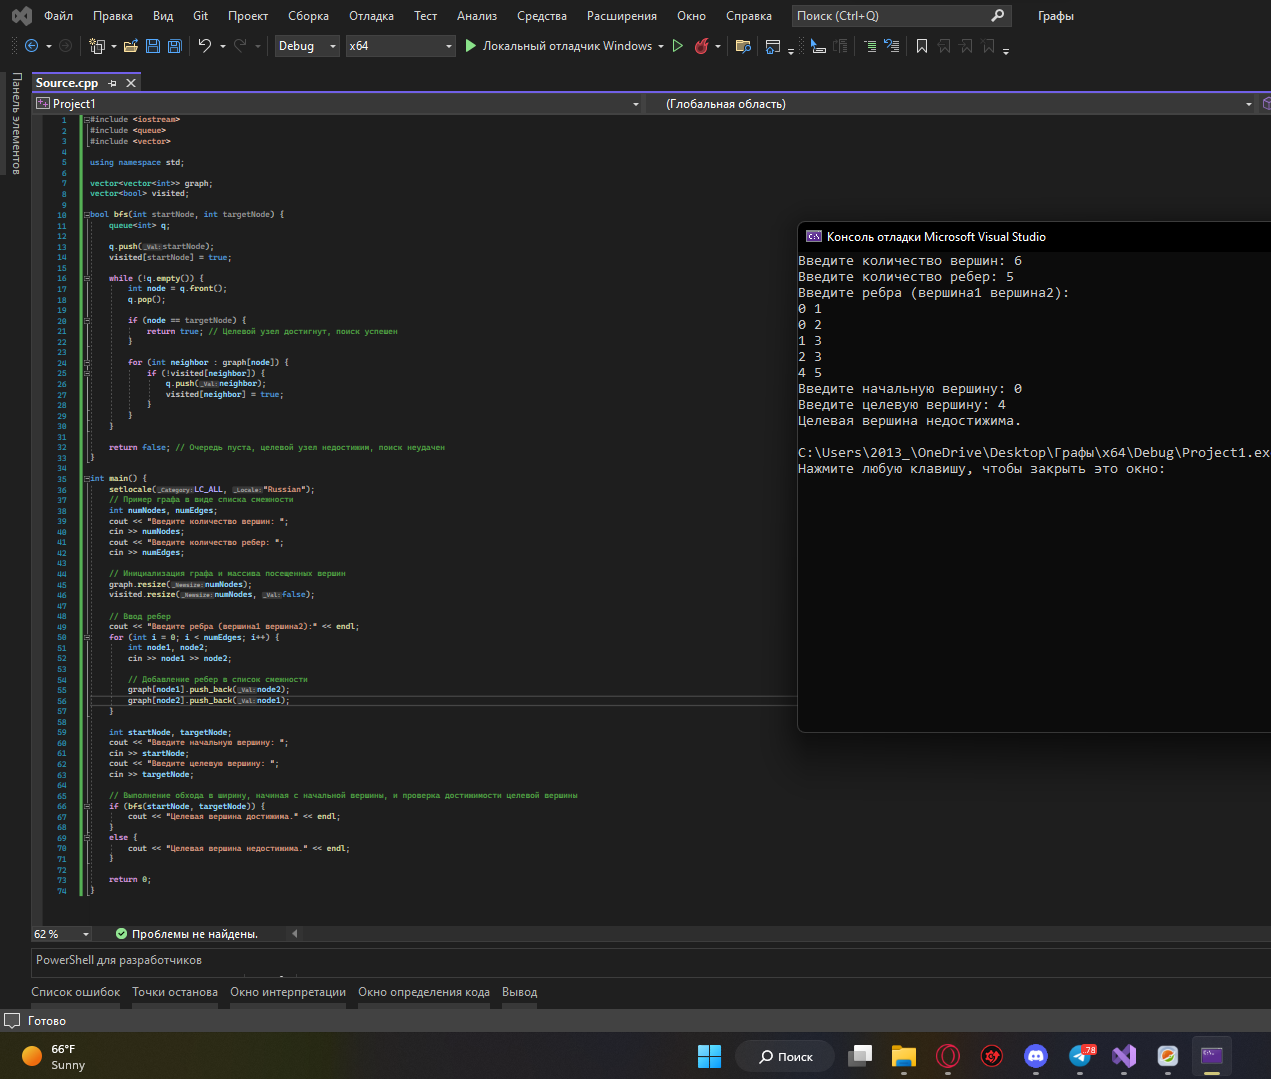 Файл Правка Вид Git Проект Сборка Отладка Тест Анализ Средства Расширения Окно Справка Поиск (Ctrl+Q) Графы
Debug x64 Локальный отладчик Windows
Панель элементов
Source.cpp
Project1 (Глобальная область)
1 #include <iostream>
2 #include <queue>
3 #include <vector>
4
5 using namespace std;
6
7 vector<vector<int>> graph;
8 vector<bool> visited;
9
10 bool bfs(int startNode, int targetNode) {
11 queue<int> q;
12
13 q.push(_Val:startNode);
14 visited[startNode] = true;
15
16 while (!q.empty()) {
17 int node = q.front();
18 q.pop();
19
20 if (node == targetNode) {
21 return true; // Целевой узел достигнут, поиск успешен
22 }
23
24 for (int neighbor : graph[node]) {
25 if (!visited[neighbor]) {
26 q.push(_Val:neighbor);
27 visited[neighbor] = true;
28 }
29 }
30 }
31
32 return false; // Очередь пуста, целевой узел недостижим, поиск неудачен
33 }
34
35 int main() {
36 setlocale(_Category:LC_ALL, _Locale:"Russian");
37 // Пример графа в виде списка смежности
38 int numNodes, numEdges;
39 cout << "Введите количество вершин: ";
40 cin >> numNodes;
41 cout << "Введите количество ребер: ";
42 cin >> numEdges;
43
44 // Инициализация графа и массива посещенных вершин
45 graph.resize(_Newsize:numNodes);
46 visited.resize(_Newsize:numNodes, _Val:false);
47
48 // Ввод ребер
49 cout << "Введите ребра (вершина1 вершина2):" << endl;
50 for (int i = 0; i < numEdges; i++) {
51 int node1, node2;
52 cin >> node1 >> node2;
53
54 // Добавление ребер в список смежности
55 graph[node1].push_back(_Val:node2);
56 graph[node2].push_back(_Val:node1);
57 }
58
59 int startNode, targetNode;
60 cout << "Введите начальную вершину: ";
61 cin >> startNode;
62 cout << "Введите целевую вершину: ";
63 cin >> targetNode;
64
65 // Выполнение обхода в ширину, начиная с начальной вершины, и проверка достижимости целевой вершины
66 if (bfs(startNode, targetNode)) {
67 cout << "Целевая вершина достижима." << endl;
68 }
69 else {
70 cout << "Целевая вершина недостижима." << endl;
71 }
72
73 return 0;
74 }
Консоль отладки Microsoft Visual Studio
Введите количество вершин: 6
Введите количество ребер: 5
Введите ребра (вершина1 вершина2):
0 1
0 2
1 3
2 3
4 5
Введите начальную вершину: 0
Введите целевую вершину: 4
Целевая вершина недостижима.
C:\Users\2013_\OneDrive\Desktop\Графы\x64\Debug\Project1.ex
Нажмите любую клавишу, чтобы закрыть это окно:
62 % Проблемы не найдены.
PowerShell для разработчиков
Список ошибок Точки останова Окно интерпретации Окно определения кода Вывод
Готово
66°F
Sunny
Поиск
78